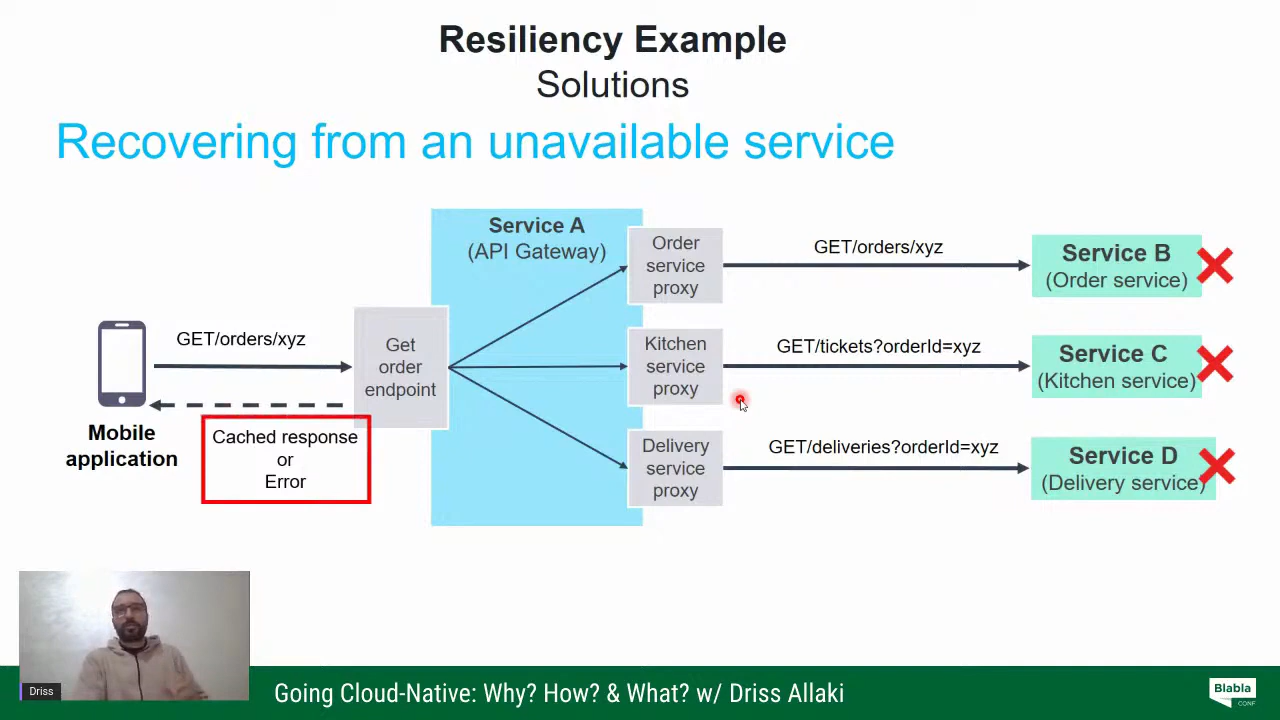 Resiliency Example
Solutions
Recovering from an unavailable service
Service A
(API Gateway)
Order
service
proxy
GET/orders/xyz
Service B
(Order service)
GET/orders/xyz
Get
order
endpoint
Kitchen
service
proxy
GET/tickets?orderId=xyz
Service C
(Kitchen service)
Mobile
application
Cached response
or
Error
Delivery
service
proxy
GET/deliveries?orderId=xyz
Service D
(Delivery service)
Driss
Going Cloud-Native: Why? How? & What? w/ Driss Allaki
Blabla
CONF